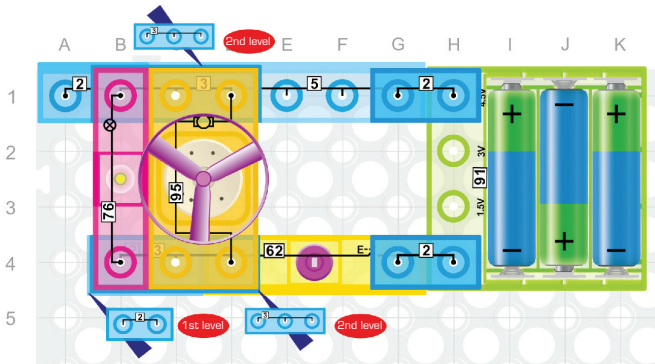 3
2nd level
A B E F G H I J K
1 2 3 5 2 4.5V + − +
2 3V
3 76 95 1.5V 91
4 3 62 E-- 2 − + −
5 2 1st level 3 2nd level